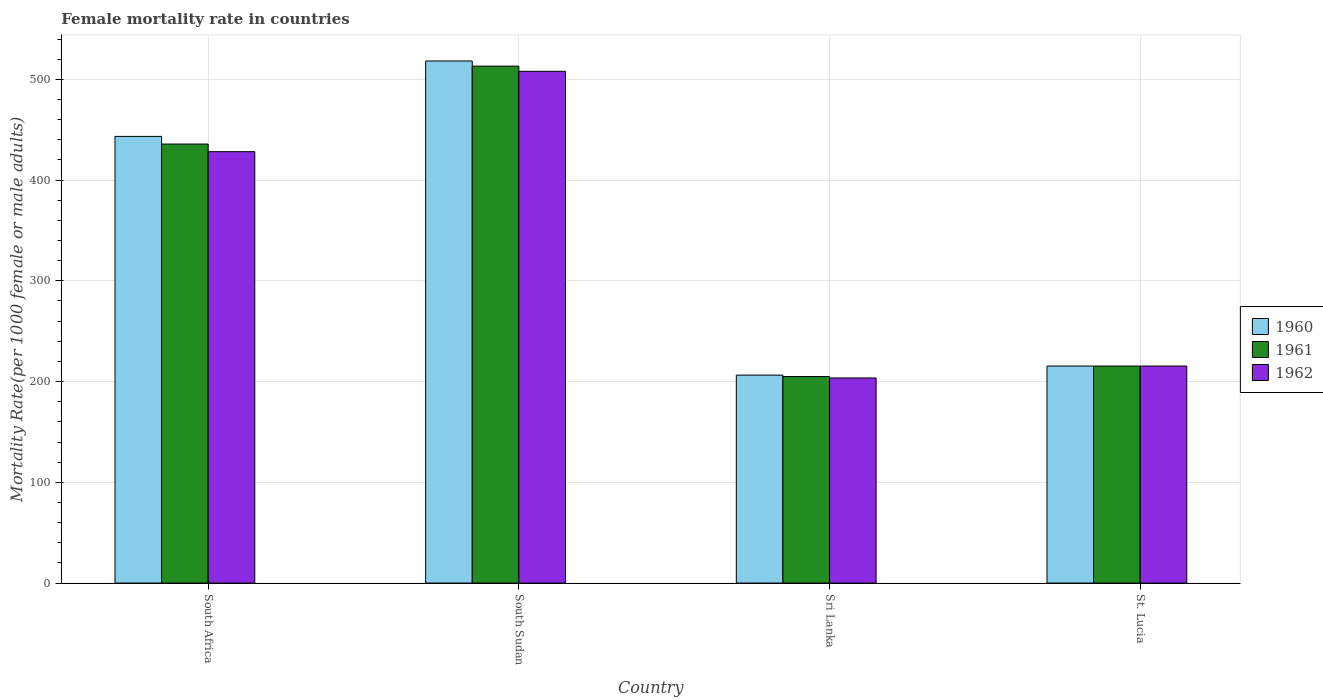 Female mortality rate in countries
Mortality Rate(per 1000 female or male adults)
500
400
300
200
100
0
South Africa
South Sudan
Sri Lanka
St. Lucia
Country
1960
1961
1962